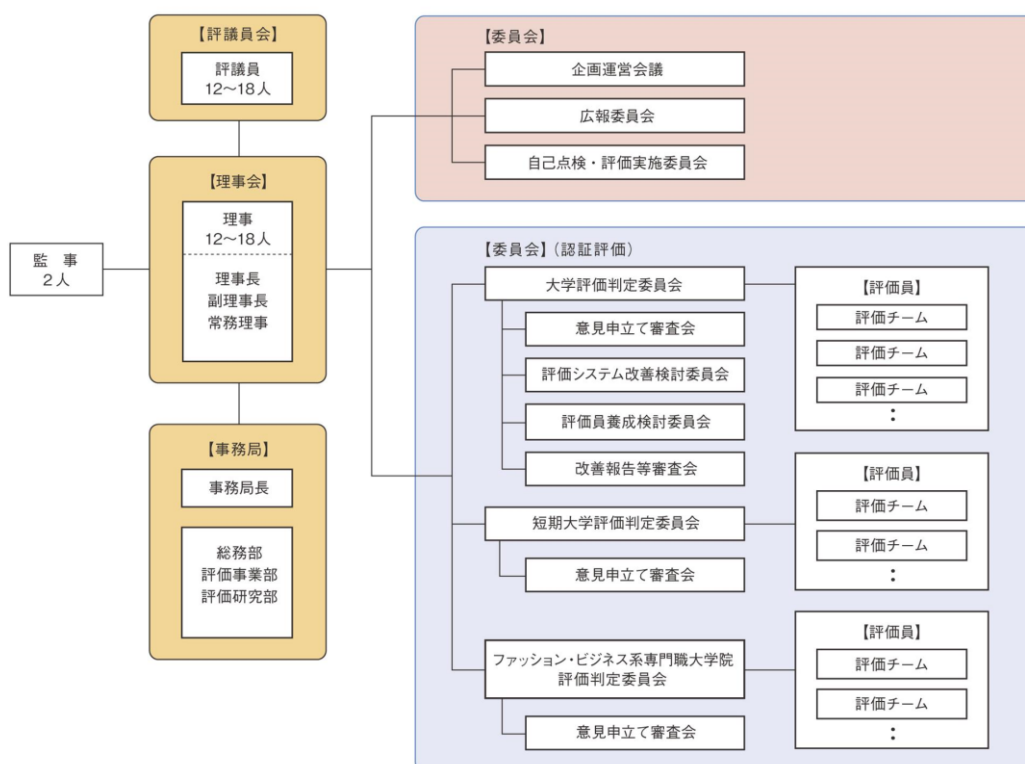 【評議員会】
評議員
12〜18人
【理事会】
理事
12〜18人
理事長
副理事長
常務理事
監 事
2人
【事務局】
事務局長
総務部
評価事業部
評価研究部
【委員会】
企画運営会議
広報委員会
自己点検・評価実施委員会
【委員会】（認証評価）
大学評価判定委員会
意見申立て審査会
評価システム改善検討委員会
評価員養成検討委員会
改善報告等審査会
【評価員】
評価チーム
評価チーム
評価チーム
：
短期大学評価判定委員会
意見申立て審査会
【評価員】
評価チーム
評価チーム
：
ファッション・ビジネス系専門職大学院
評価判定委員会
意見申立て審査会
【評価員】
評価チーム
評価チーム
：